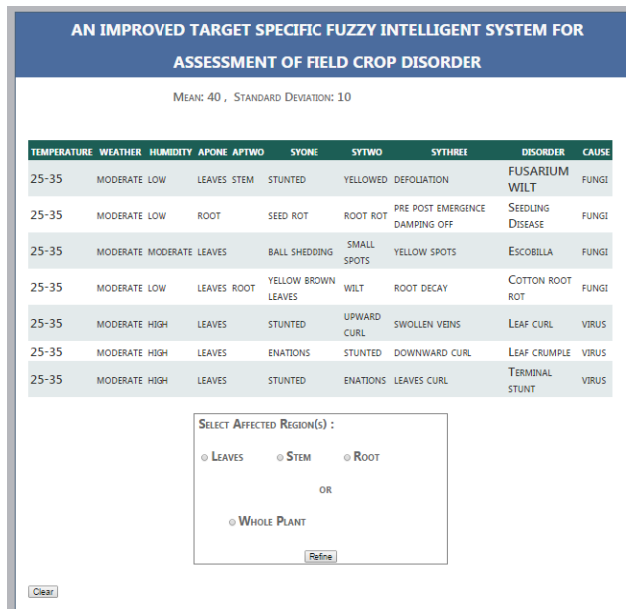 AN IMPROVED TARGET SPECIFIC FUZZY INTELLIGENT SYSTEM FOR
ASSESSMENT OF FIELD CROP DISORDER
MEAN: 40 , STANDARD DEVIATION: 10
TEMPERATURE WEATHER HUMIDITY APONE APTWO SYONE SYTWO SYTHREE DISORDER CAUSE
25-35 MODERATE LOW LEAVES STEM STUNTED YELLOWED DEFOLIATION FUSARIUM WILT FUNGI
25-35 MODERATE LOW ROOT SEED ROT ROOT ROT PRE POST EMERGENCE DAMPING OFF SEEDLING DISEASE FUNGI
25-35 MODERATE MODERATE LEAVES BALL SHEDDING SMALL SPOTS YELLOW SPOTS ESCOBILLA FUNGI
25-35 MODERATE LOW LEAVES ROOT YELLOW BROWN LEAVES WILT ROOT DECAY COTTON ROOT ROT FUNGI
25-35 MODERATE HIGH LEAVES STUNTED UPWARD CURL SWOLLEN VEINS LEAF CURL VIRUS
25-35 MODERATE HIGH LEAVES ENATIONS STUNTED DOWNWARD CURL LEAF CRUMPLE VIRUS
25-35 MODERATE HIGH LEAVES STUNTED ENATIONS LEAVES CURL TERMINAL STUNT VIRUS
SELECT AFFECTED REGION(S) :
LEAVES STEM ROOT
OR
WHOLE PLANT
Refine
Clear